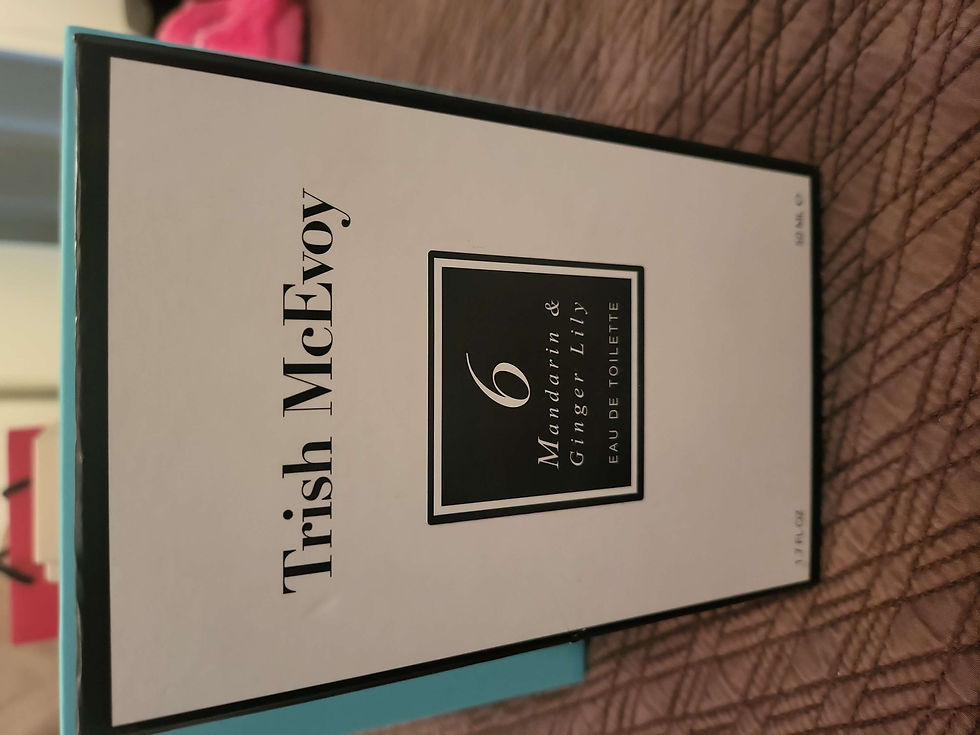 Trish McEvoy
6
Mandarin &
Ginger Lily
EAU DE TOILETTE
1.7 FL OZ 50 ML ℮